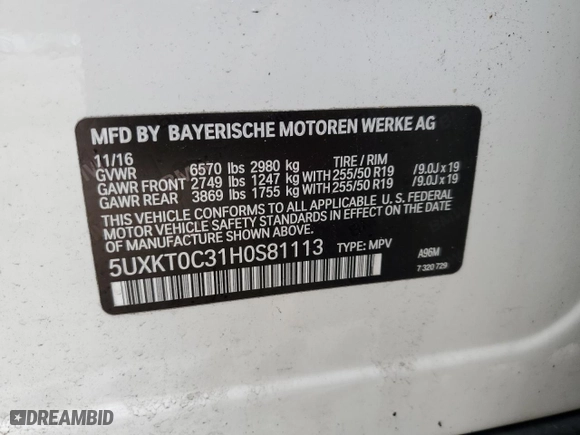 MFD BY BAYERISCHE MOTOREN WERKE AG
11/16
GVWR 6570 lbs 2980 kg TIRE / RIM
GAWR FRONT 2749 lbs 1247 kg WITH 255/50 R19 /9.0J x 19
GAWR REAR 3869 lbs 1755 kg WITH 255/50 R19 /9.0J x 19
THIS VEHICLE CONFORMS TO ALL APPLICABLE U.S. FEDERAL
MOTOR VEHICLE SAFETY STANDARDS IN EFFECT ON THE
DATE OF MANUFACTURE SHOWN ABOVE.
5UXKT0C31H0S81113 TYPE: MPV A96M
7 320 729
DREAMBID